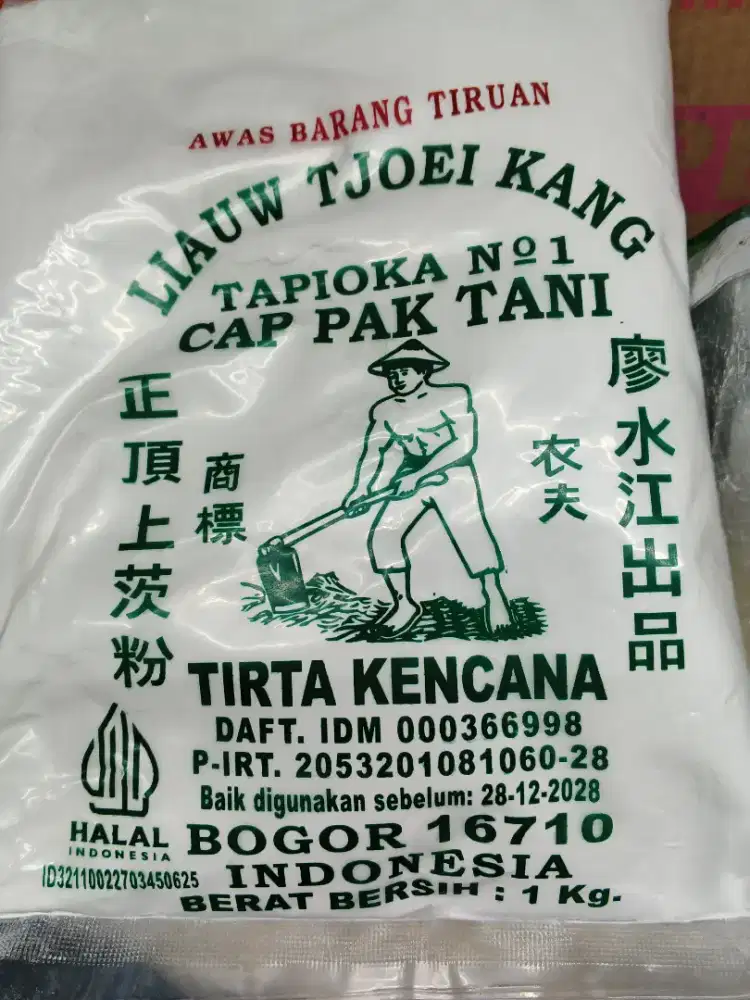 AWAS BARANG TIRUAN
LIAUW TJOEI KANG
TAPIOKA Nº1
CAP PAK TANI
廖水江出品
农夫
商標
正頂上茨粉
TIRTA KENCANA
DAFT. IDM 000366998
P-IRT. 2053201081060-28
Baik digunakan sebelum: 28-12-2028
HALAL
INDONESIA
ID32110022703450625
BOGOR 16710
INDONESIA
BERAT BERSIH : 1 Kg.